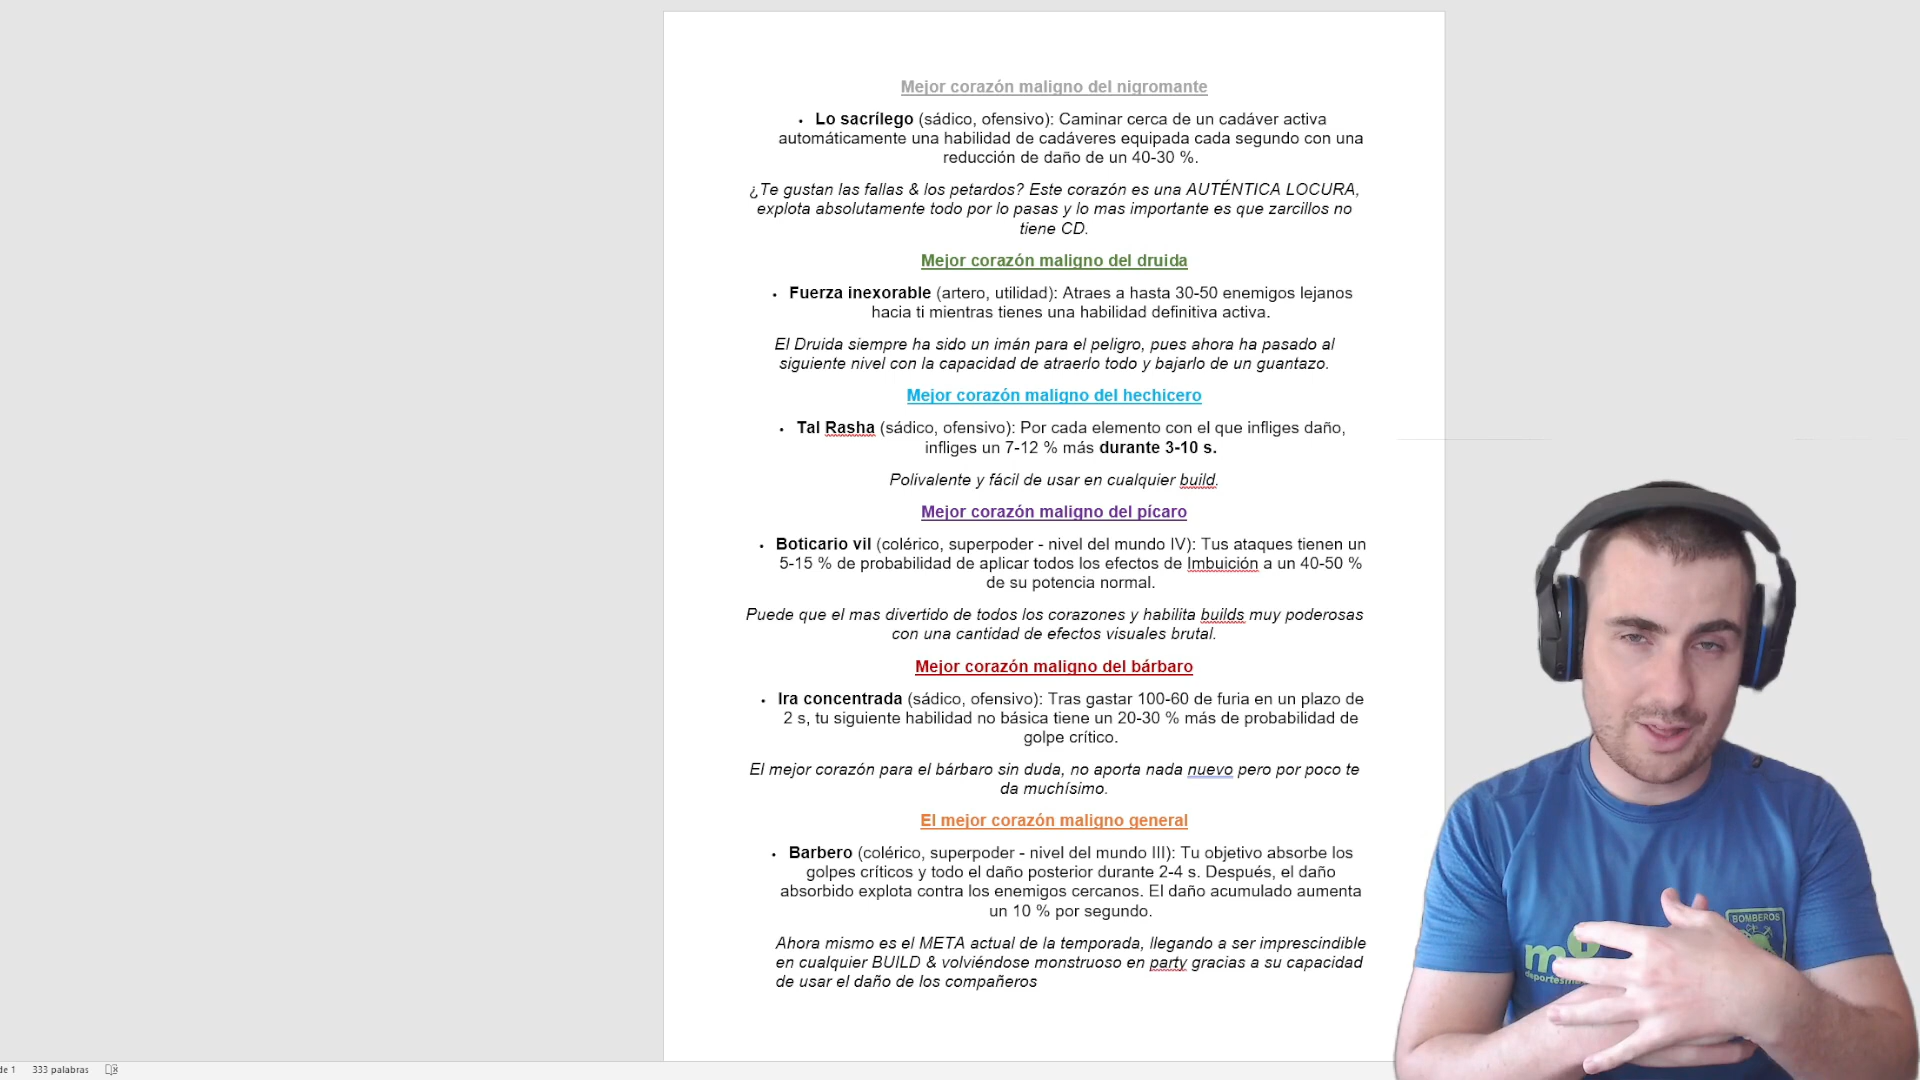 Mejor corazón maligno del nigromante
• Lo sacrílego (sádico, ofensivo): Caminar cerca de un cadáver activa
automáticamente una habilidad de cadáveres equipada cada segundo con una
reducción de daño de un 40-30 %.
¿Te gustan las fallas & los petardos? Este corazón es una AUTÉNTICA LOCURA,
explota absolutamente todo por lo pasas y lo mas importante es que zarcillos no
tiene CD.
Mejor corazón maligno del druida
• Fuerza inexorable (artero, utilidad): Atraes a hasta 30-50 enemigos lejanos
hacia ti mientras tienes una habilidad definitiva activa.
El Druida siempre ha sido un imán para el peligro, pues ahora ha pasado al
siguiente nivel con la capacidad de atraerlo todo y bajarlo de un guantazo.
Mejor corazón maligno del hechicero
• Tal Rasha (sádico, ofensivo): Por cada elemento con el que infliges daño,
infliges un 7-12 % más durante 3-10 s.
Polivalente y fácil de usar en cualquier build.
Mejor corazón maligno del pícaro
• Boticario vil (colérico, superpoder - nivel del mundo IV): Tus ataques tienen un
5-15 % de probabilidad de aplicar todos los efectos de Imbuición a un 40-50 %
de su potencia normal.
Puede que el mas divertido de todos los corazones y habilita builds muy poderosas
con una cantidad de efectos visuales brutal.
Mejor corazón maligno del bárbaro
• Ira concentrada (sádico, ofensivo): Tras gastar 100-60 de furia en un plazo de
2 s, tu siguiente habilidad no básica tiene un 20-30 % más de probabilidad de
golpe crítico.
El mejor corazón para el bárbaro sin duda, no aporta nada nuevo pero por poco te
da muchísimo.
El mejor corazón maligno general
• Barbero (colérico, superpoder - nivel del mundo III): Tu objetivo absorbe los
golpes críticos y todo el daño posterior durante 2-4 s. Después, el daño
absorbido explota contra los enemigos cercanos. El daño acumulado aumenta
un 10 % por segundo.
Ahora mismo es el META actual de la temporada, llegando a ser imprescindible
en cualquier BUILD & volviéndose monstruoso en party gracias a su capacidad
de usar el daño de los compañeros
BOMBEROS
de 1 333 palabras